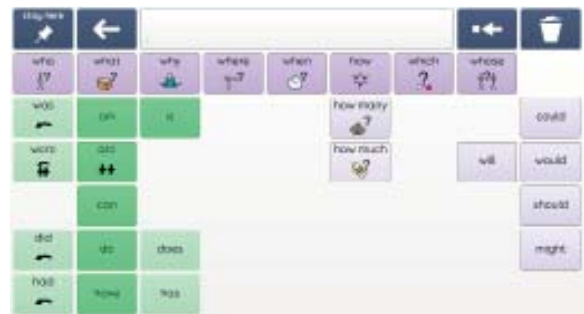 stay here
who what why where when how which whose
was am is how many could
were are how much will would
can should
did do does might
had have has